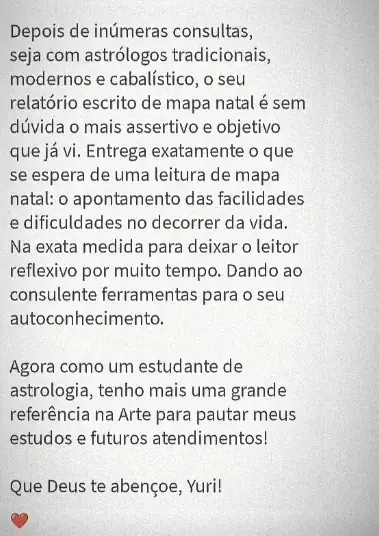 Depois de inúmeras consultas,
seja com astrólogos tradicionais,
modernos e cabalístico, o seu
relatório escrito de mapa natal é sem
dúvida o mais assertivo e objetivo
que já vi. Entrega exatamente o que
se espera de uma leitura de mapa
natal: o apontamento das facilidades
e dificuldades no decorrer da vida.
Na exata medida para deixar o leitor
reflexivo por muito tempo. Dando ao
consulente ferramentas para o seu
autoconhecimento.

Agora como um estudante de
astrologia, tenho mais uma grande
referência na Arte para pautar meus
estudos e futuros atendimentos!

Que Deus te abençoe, Yuri!
❤️